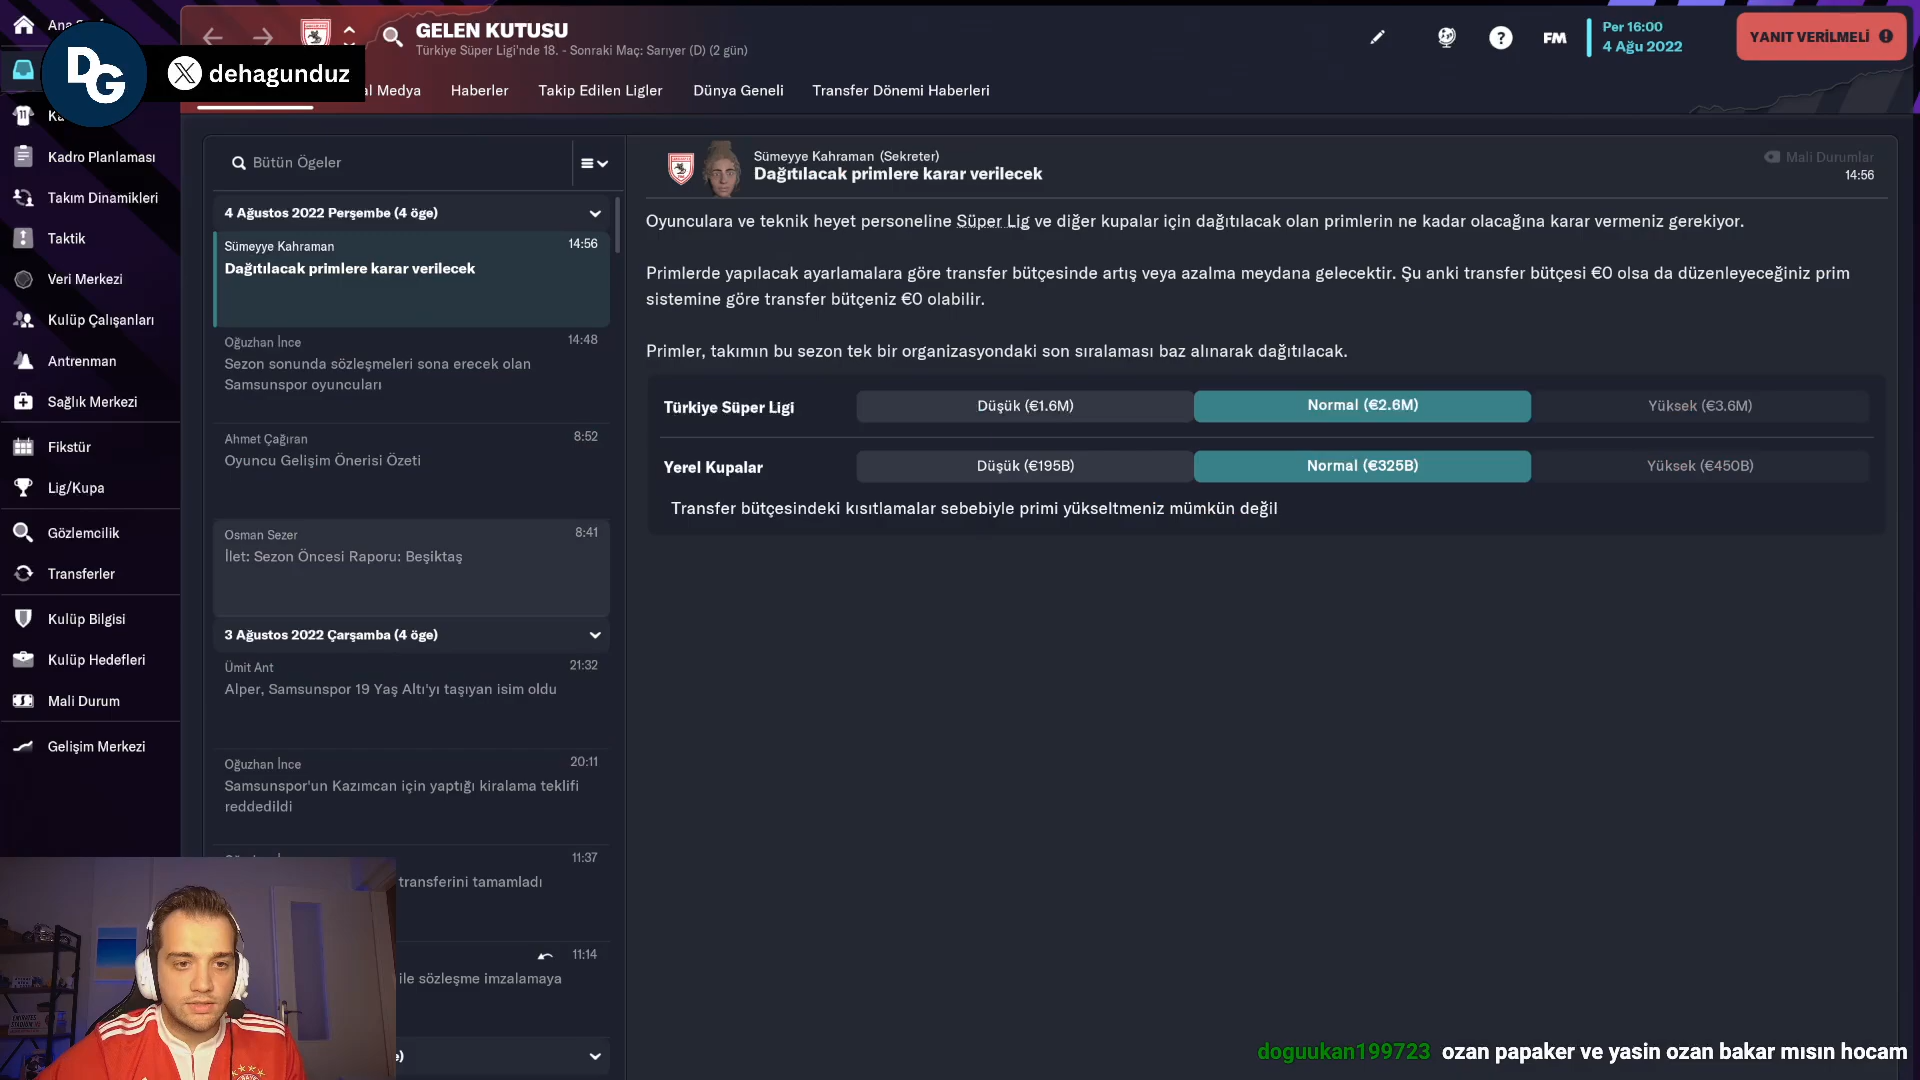 GELEN KUTUSU
Türkiye Süper Ligi'nde 18. - Sonraki Maç: Sarıyer (D) (2 gün)
FM
Per 16:00
4 Ağu 2022
YANIT VERİLMELİ
DG
dehagunduz
al Medya
Haberler
Takip Edilen Ligler
Dünya Geneli
Transfer Dönemi Haberleri
Kadro Planlaması
Takım Dinamikleri
Taktik
Veri Merkezi
Kulüp Çalışanları
Antrenman
Sağlık Merkezi
Fikstür
Lig/Kupa
Gözlemcilik
Transferler
Kulüp Bilgisi
Kulüp Hedefleri
Mali Durum
Gelişim Merkezi
Bütün Ögeler
4 Ağustos 2022 Perşembe (4 öge)
Sümeyye Kahraman 14:56
Dağıtılacak primlere karar verilecek
Oğuzhan İnce 14:48
Sezon sonunda sözleşmeleri sona erecek olan
Samsunspor oyuncuları
Ahmet Çağıran 8:52
Oyuncu Gelişim Önerisi Özeti
Osman Sezer 8:41
İlet: Sezon Öncesi Raporu: Beşiktaş
3 Ağustos 2022 Çarşamba (4 öge)
Ümit Ant 21:32
Alper, Samsunspor 19 Yaş Altı'yı taşıyan isim oldu
Oğuzhan İnce 20:11
Samsunspor'un Kazımcan için yaptığı kiralama teklifi
reddedildi
11:37
transferini tamamladı
11:14
ile sözleşme imzalamaya
Sümeyye Kahraman (Sekreter)
Dağıtılacak primlere karar verilecek
Mali Durumlar
14:56
Oyunculara ve teknik heyet personeline Süper Lig ve diğer kupalar için dağıtılacak olan primlerin ne kadar olacağına karar vermeniz gerekiyor.
Primlerde yapılacak ayarlamalara göre transfer bütçesinde artış veya azalma meydana gelecektir. Şu anki transfer bütçesi €0 olsa da düzenleyeceğiniz prim
sistemine göre transfer bütçeniz €0 olabilir.
Primler, takımın bu sezon tek bir organizasyondaki son sıralaması baz alınarak dağıtılacak.
Türkiye Süper Ligi Düşük (€1.6M) Normal (€2.6M) Yüksek (€3.6M)
Yerel Kupalar Düşük (€195B) Normal (€325B) Yüksek (€450B)
Transfer bütçesindeki kısıtlamalar sebebiyle primi yükseltmeniz mümkün değil
doguukan199723 ozan papaker ve yasin ozan bakar mısın hocam